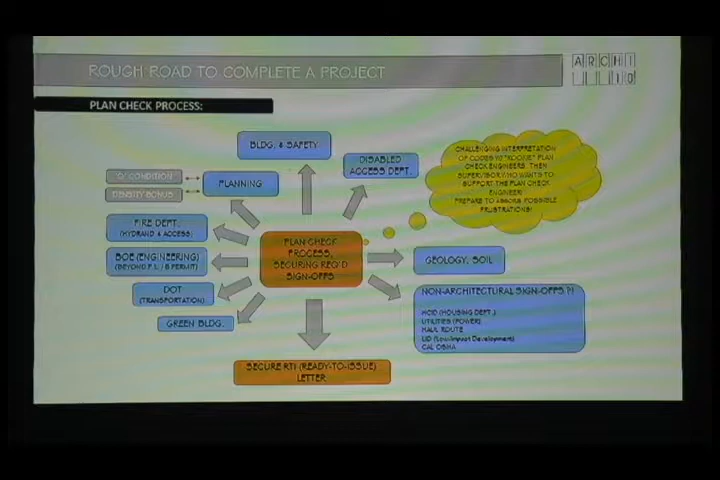 ROUGH ROAD TO COMPLETE A PROJECT
ARCHI
PLAN CHECK PROCESS:
BLDG. & SAFETY
DISABLED
ACCESS DEPT.
CHALLENGING INTERPRETATION
OF CODES W/ "ROOKIE" PLAN
CHECK ENGINEERS, THEN
SUPERVISOR WHO WANTS TO
SUPPORT THE PLAN CHECK
ENGINEER!
PREPARE TO ABSORB POSSIBLE
FRUSTRATIONS!
"Q" CONDITION
DENSITY BONUS
PLANNING
FIRE DEPT.
(HYDRAND & ACCESS)
BOE (ENGINEERING)
(BEYOND P.L. / B PERMIT)
DOT
(TRANSPORTATION)
GREEN BLDG.
PLAN CHECK
PROCESS,
SECURING REQ'D
SIGN-OFFS
GEOLOGY, SOIL
NON-ARCHITECTURAL SIGN-OFFS
HCID (HOUSING DEPT.)
UTILITIES (POWER)
HAUL ROUTE
LID (Low-Impact Development)
CAL OSHA
SECURE RTI (READY-TO-ISSUE)
LETTER